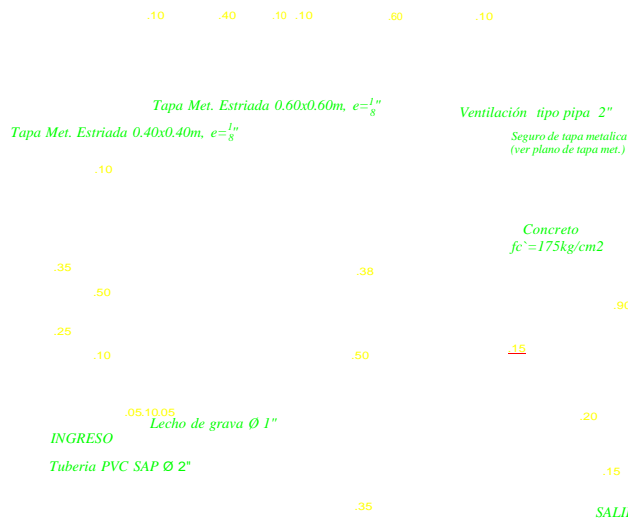 .10 .40 .10 .10 .60 .10
Tapa Met. Estriada 0.60x0.60m, e=1/8"
Ventilación tipo pipa 2"
Tapa Met. Estriada 0.40x0.40m, e=1/8"
Seguro de tapa metalica
(ver plano de tapa met.)
.10
Concreto
fc`=175kg/cm2
.35 .38
.50
.90
.25
.10 .50 .15
.05.10.05
Lecho de grava Ø 1"
.20
INGRESO
Tuberia PVC SAP Ø 2"
.15
.35